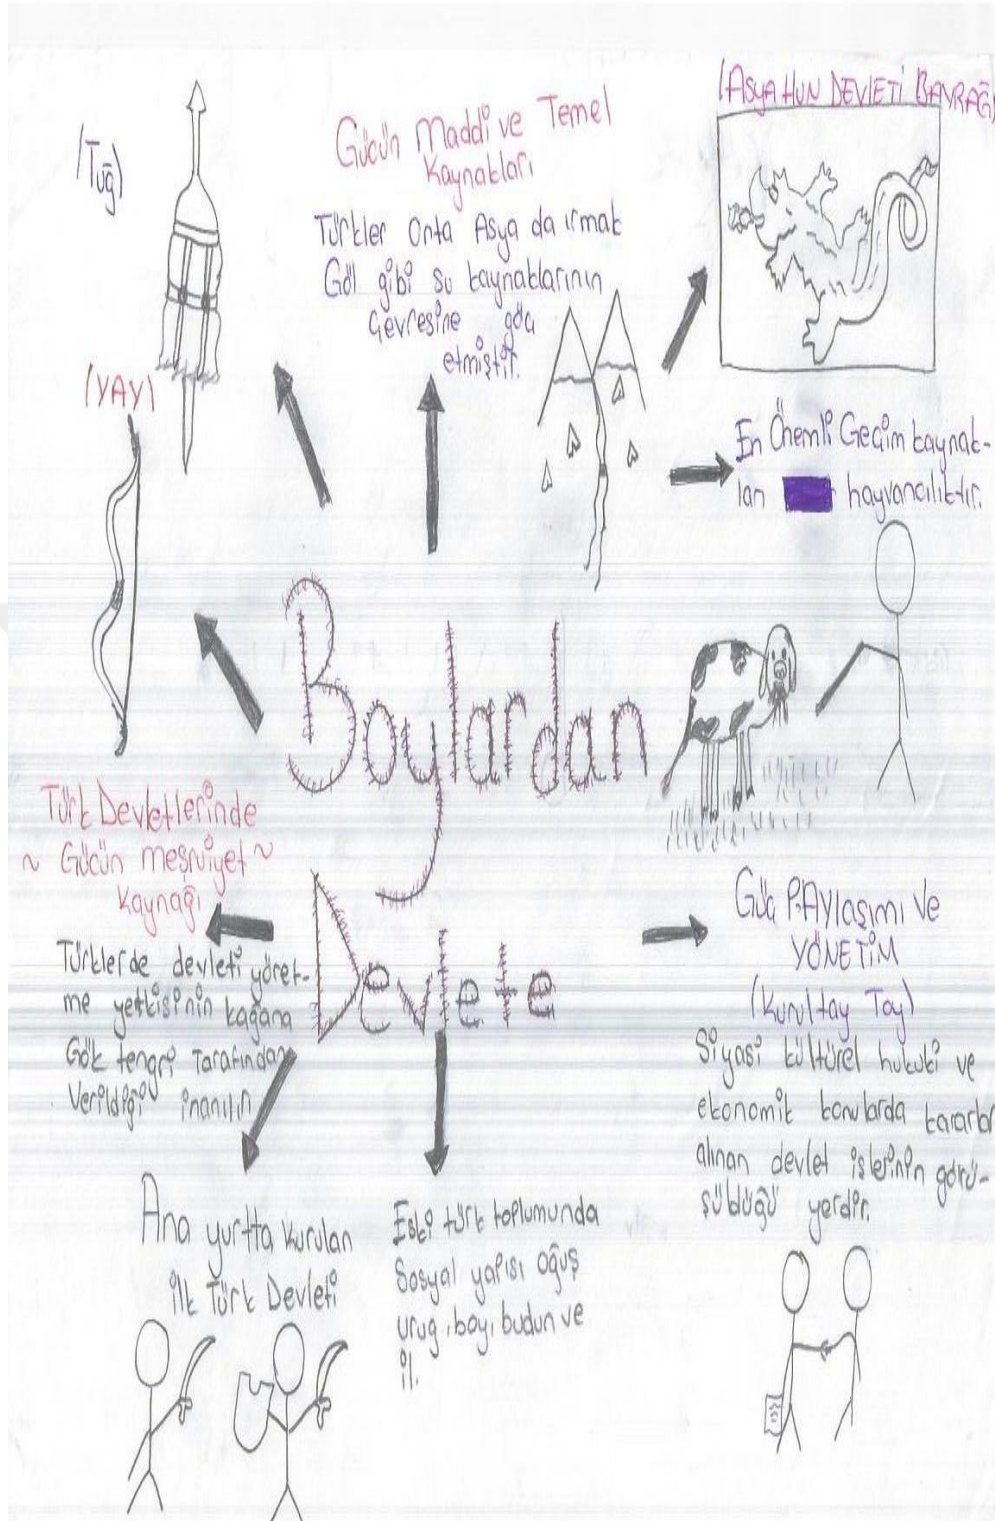 (Tuğ)
Gücün Maddi ve Temel
Kaynakları
Türkler Orta Asya da ırmak
Göl gibi su kaynaklarının
çevresine göç
etmiştir.
(ASYA HUN DEVLETİ BAYRAĞI)
(YAY)
En Önemli Geçim kaynak-
ları hayvancılıktır.
Boylardan
Devlete
Türk Devletlerinde
~ Gücün meşruiyet ~
Kaynağı
Türklerde devleti yönet-
me yetkisinin kağana
Gök tengri Tarafından
Verildiği inanılır
Güç PAYLAŞIMI Ve
YÖNETİM
(Kurultay Toy)
Siyasi kültürel hukuki ve
ekonomik konularda kararlar
alınan devlet işlerinin görü-
şüldüğü yerdir.
Ana yurtta kurulan
ilk Türk Devleti
Eski türk toplumunda
Sosyal yapısı oğuş
urug, boy, budun ve
il.